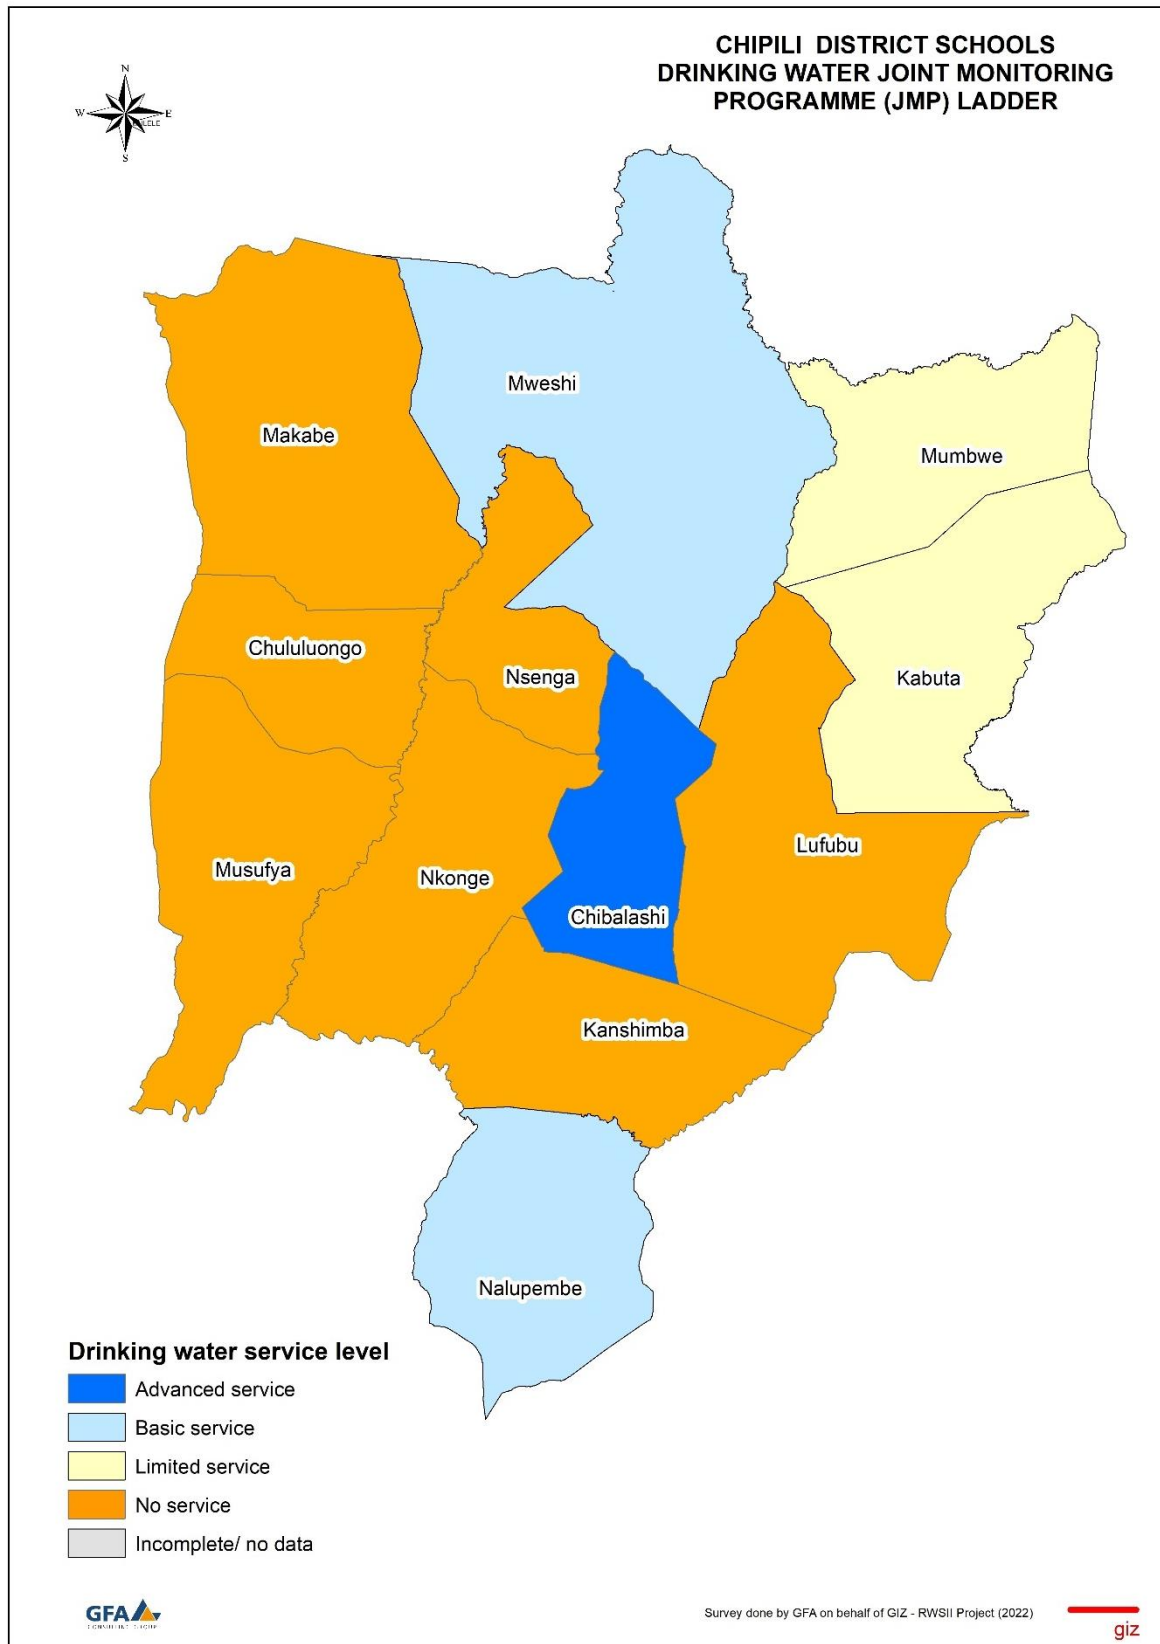 CHIPILI DISTRICT SCHOOLS
DRINKING WATER JOINT MONITORING
PROGRAMME (JMP) LADDER
N
W
E
S
Mweshi
Makabe
Mumbwe
Chululuongo
Nsenga
Kabuta
Lufubu
Musufya
Nkonge
Chibalashi
Kanshimba
Nalupembe
Drinking water service level
Advanced service
Basic service
Limited service
No service
Incomplete/ no data
GFA
CONSULTING GROUP
Survey done by GFA on behalf of GIZ - RWSII Project (2022)
giz